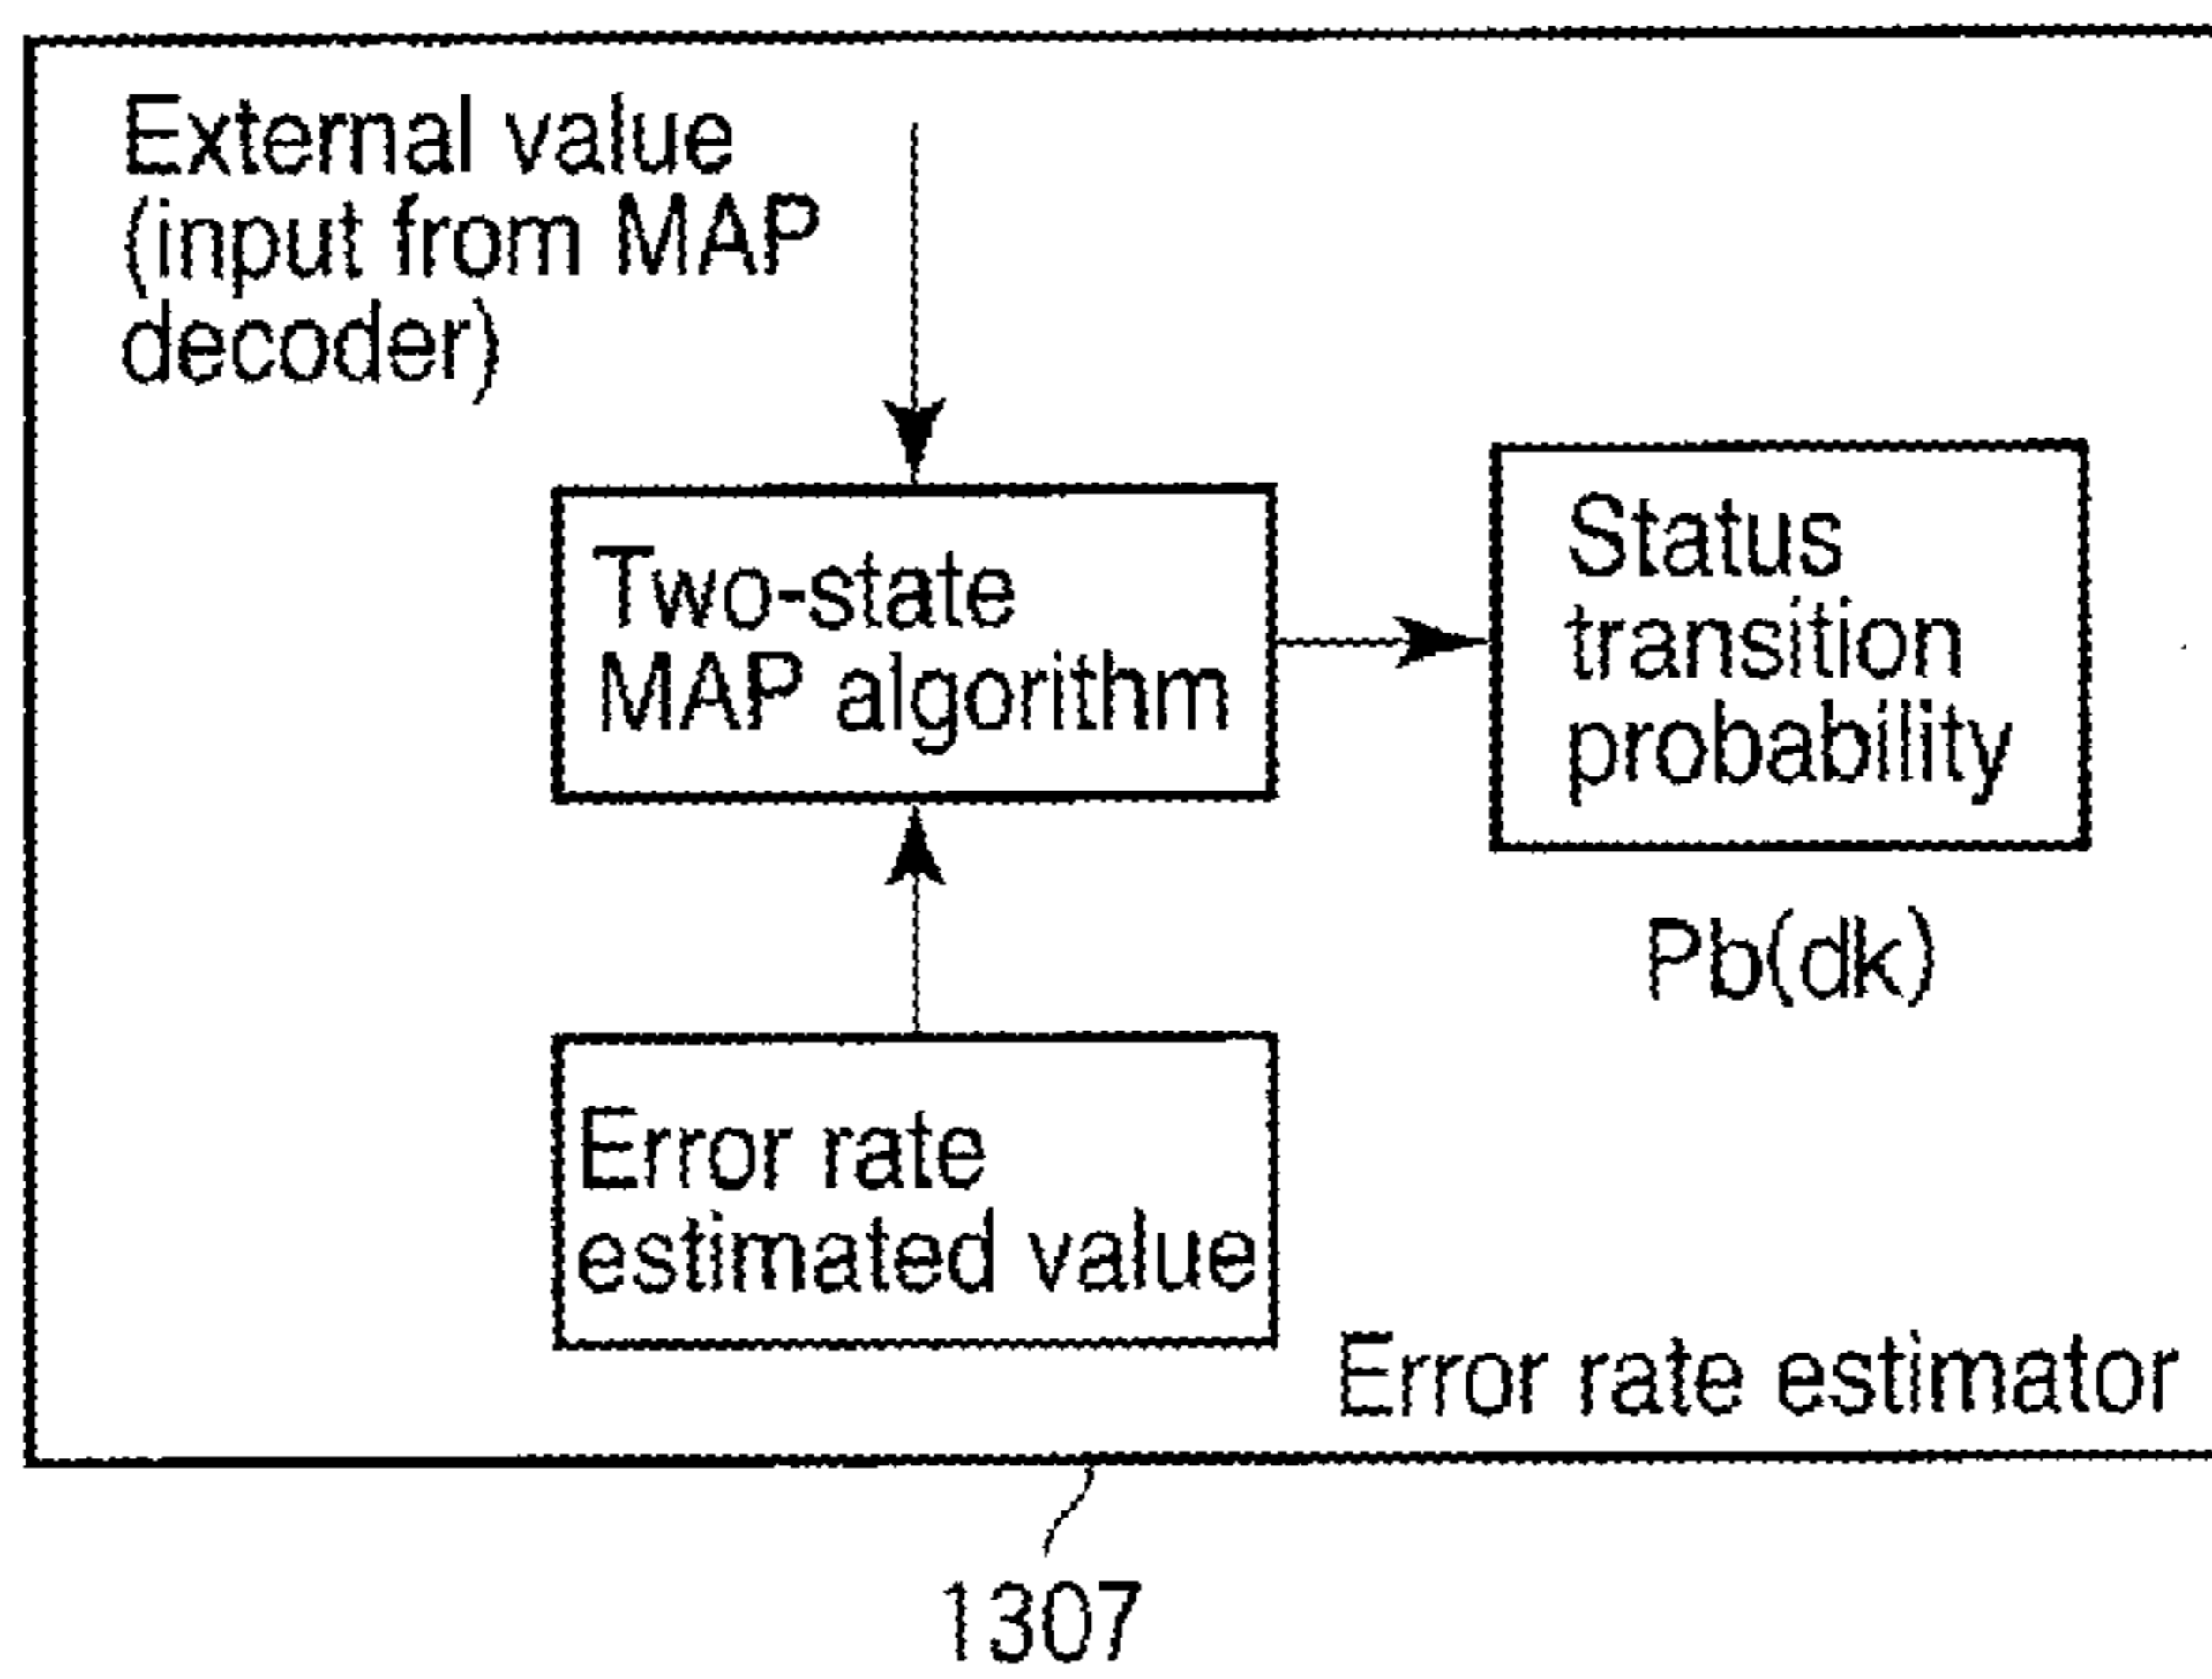 External value
(input from MAP
decoder)
Two-state
MAP algorithm
Status
transition
probability
Pb(dk)
Error rate
estimated value
Error rate estimator
1307